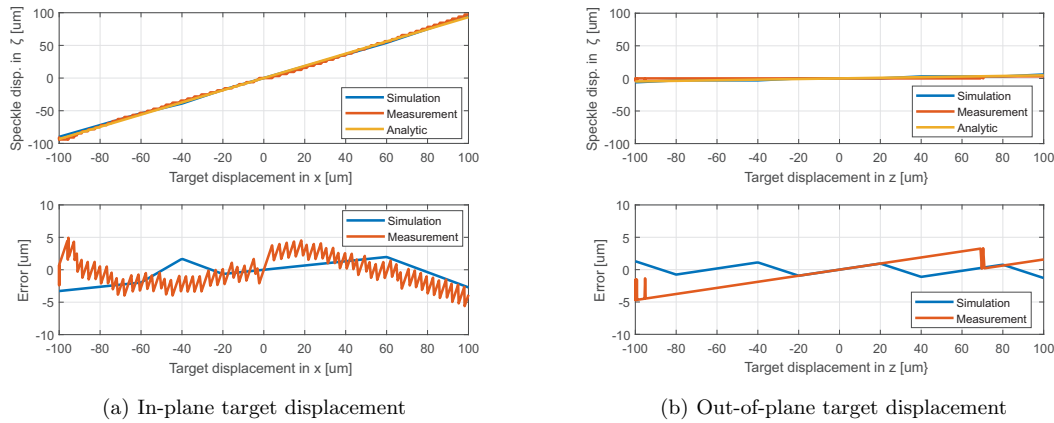 100
50
0
-50
-100
Speckle disp. in ζ [um]
Simulation
Measurement
Analytic
-100 -80 -60 -40 -20 0 20 40 60 80 100
Target displacement in x [um]
10
5
0
-5
-10
Error [um]
Simulation
Measurement
-100 -80 -60 -40 -20 0 20 40 60 80 100
Target displacement in x [um]
(a) In-plane target displacement
100
50
0
-50
-100
Speckle disp. in ζ [um]
Simulation
Measurement
Analytic
-100 -80 -60 -40 -20 0 20 40 60 80 100
Target displacement in z [um}
10
5
0
-5
-10
Error [um]
Simulation
Measurement
-100 -80 -60 -40 -20 0 20 40 60 80 100
Target displacement in z [um}
(b) Out-of-plane target displacement